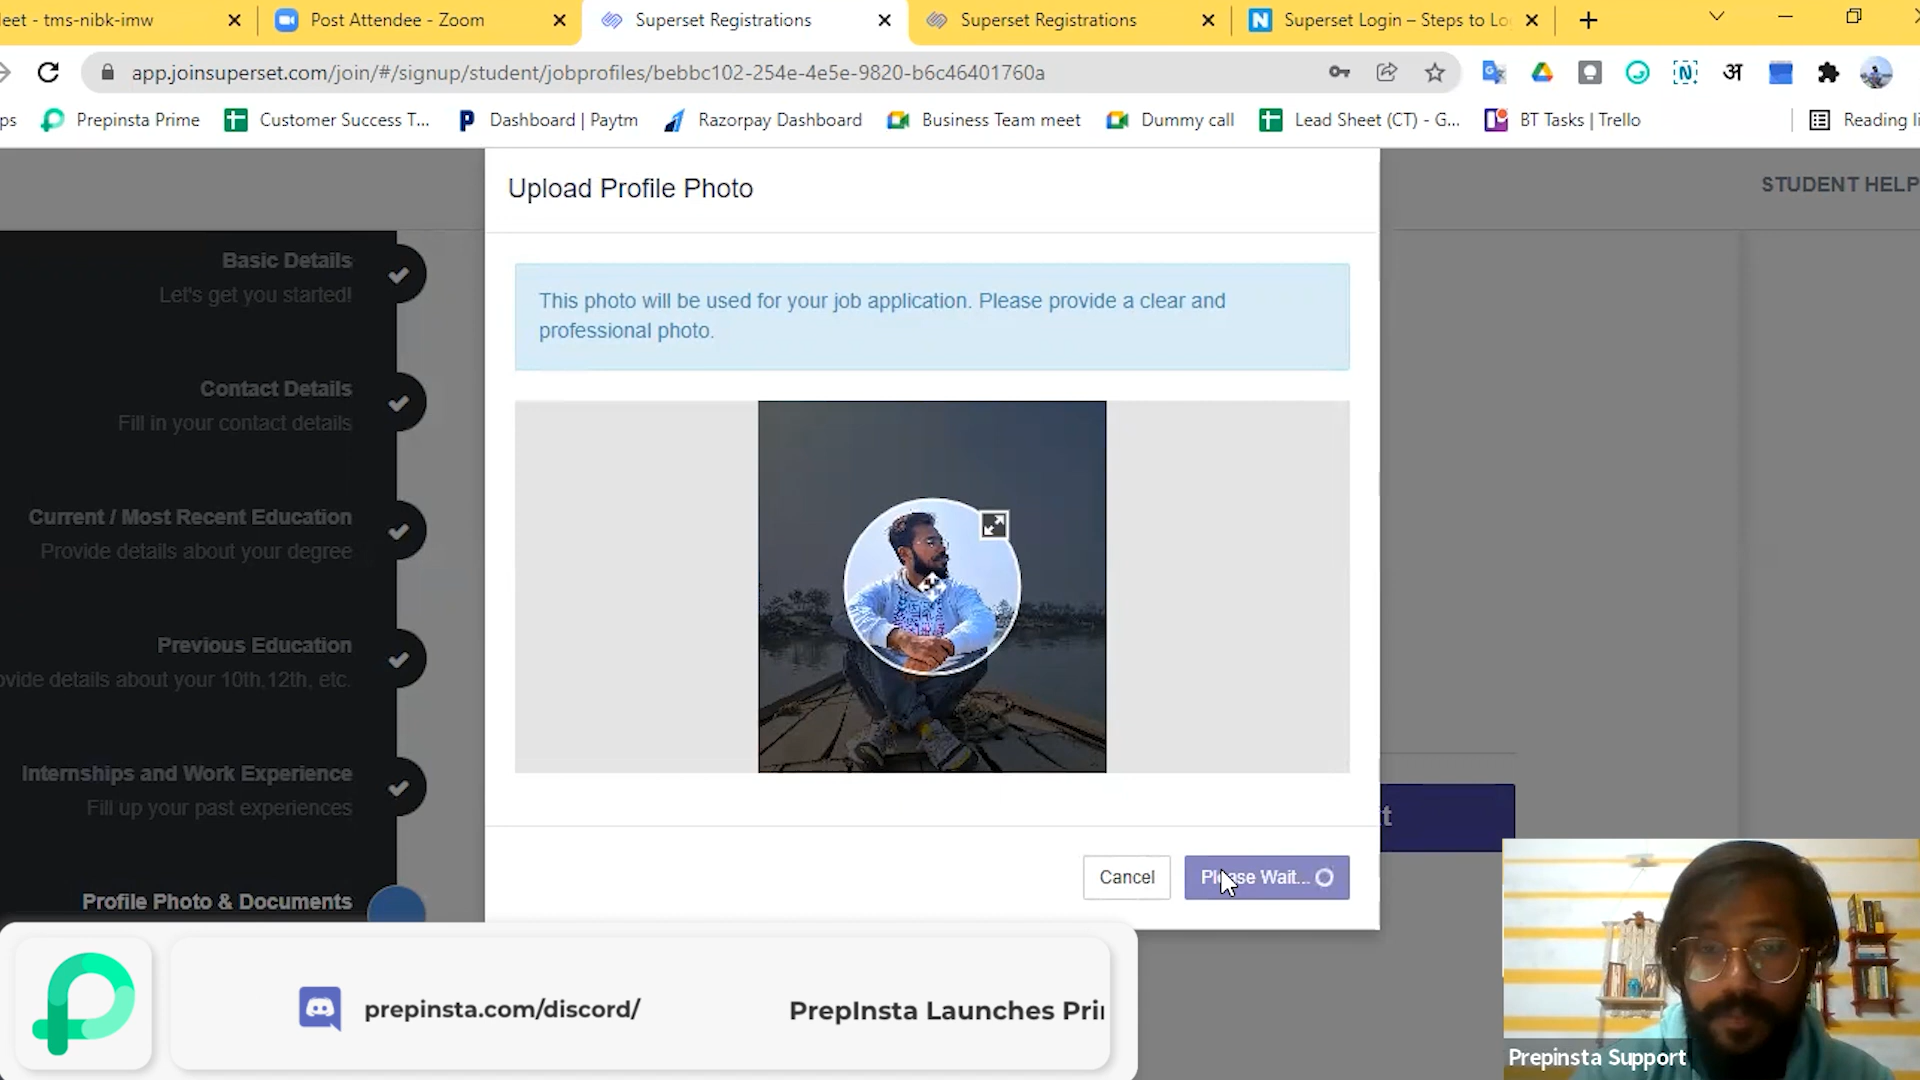 leet - tms-nibk-imw
Post Attendee - Zoom
Superset Registrations
Superset Registrations
Superset Login – Steps to Lo
app.joinsuperset.com/join/#/signup/student/jobprofiles/bebbc102-254e-4e5e-9820-b6c46401760a
अ
ps
Prepinsta Prime
Customer Success T...
Dashboard | Paytm
Razorpay Dashboard
Business Team meet
Dummy call
Lead Sheet (CT) - G...
BT Tasks | Trello
Reading li
STUDENT HELP
Upload Profile Photo
This photo will be used for your job application. Please provide a clear and
professional photo.
Basic Details
Let's get you started!
Contact Details
Fill in your contact details
Current / Most Recent Education
Provide details about your degree
Previous Education
ovide details about your 10th,12th, etc.
Internships and Work Experience
Fill up your past experiences
Profile Photo & Documents
Cancel
Please Wait...
t
prepinsta.com/discord/
PrepInsta Launches Pri
Prepinsta Support